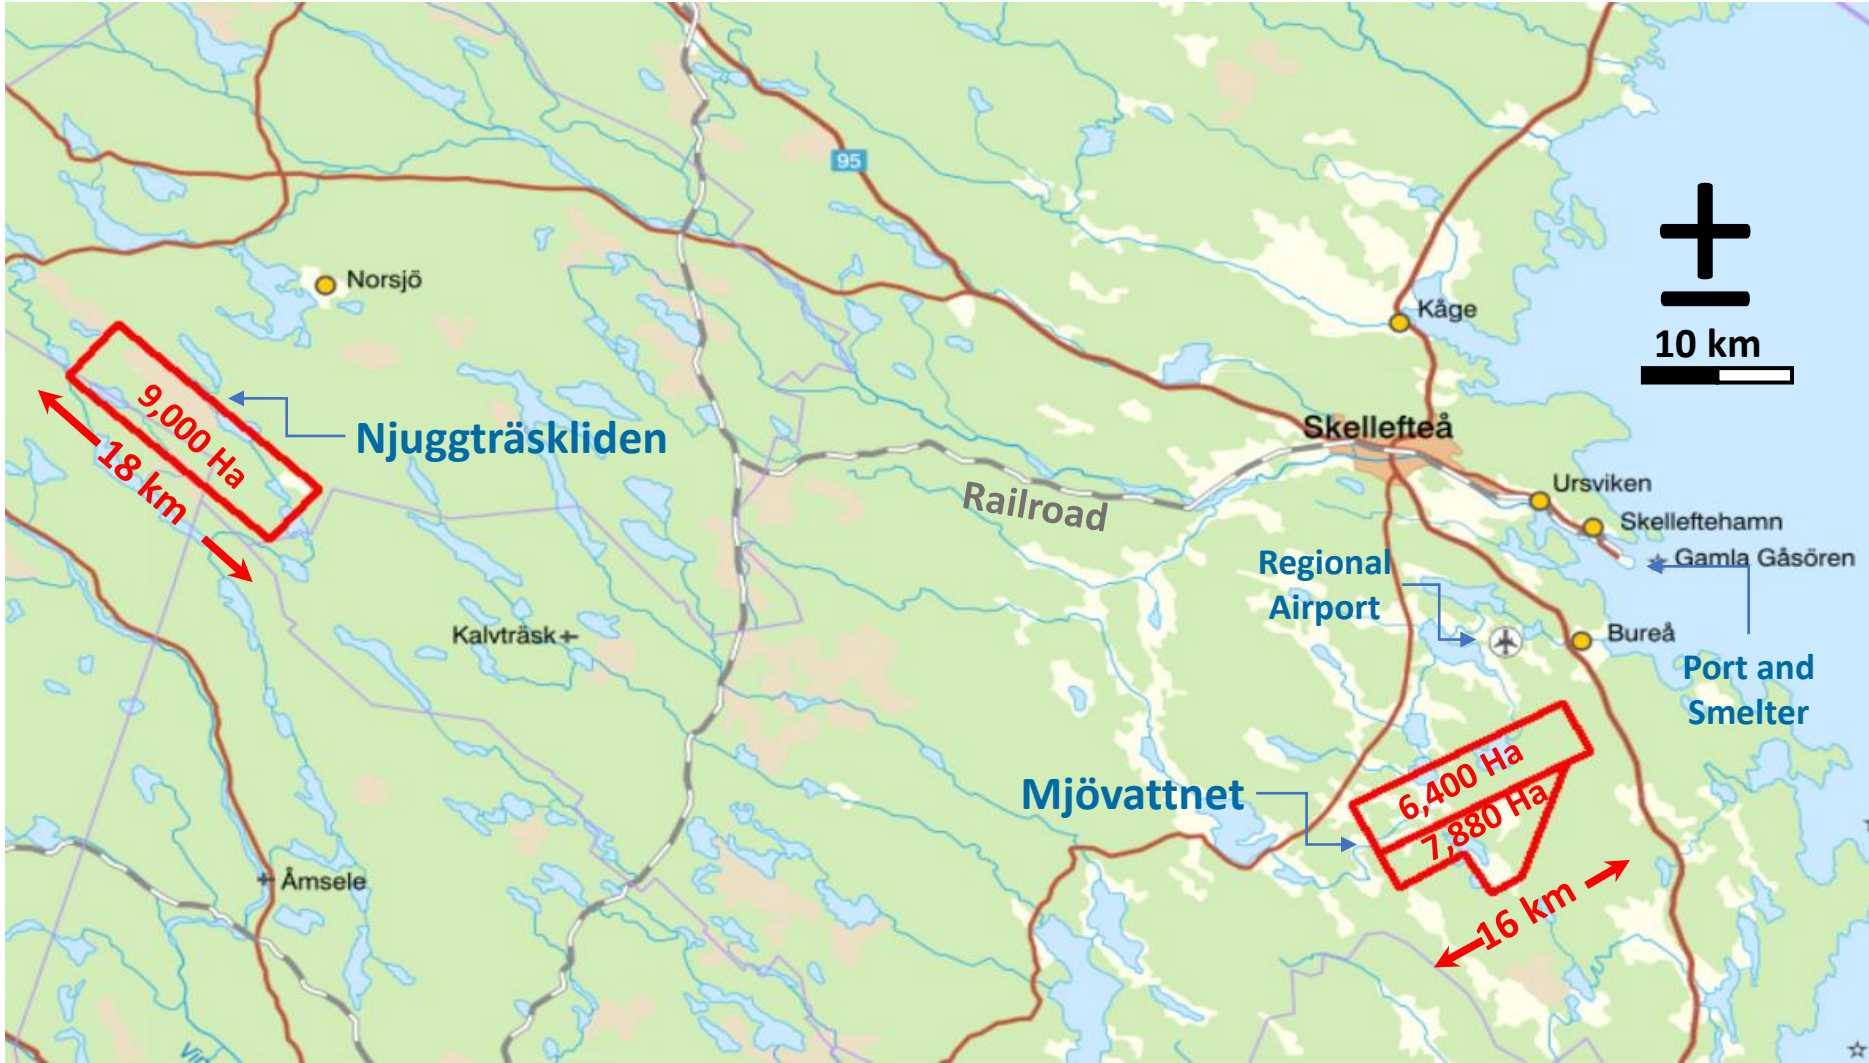 95
Norsjö
Kåge
10 km
9,000 Ha
18 km
Njuggträskliden
Skellefteå
Railroad
Ursviken
Skelleftehamn
Gamla Gåsören
Regional
Airport
Kalvträsk
Bureå
Port and
Smelter
Mjövattnet
6,400 Ha
7,880 Ha
16 km
Åmsele